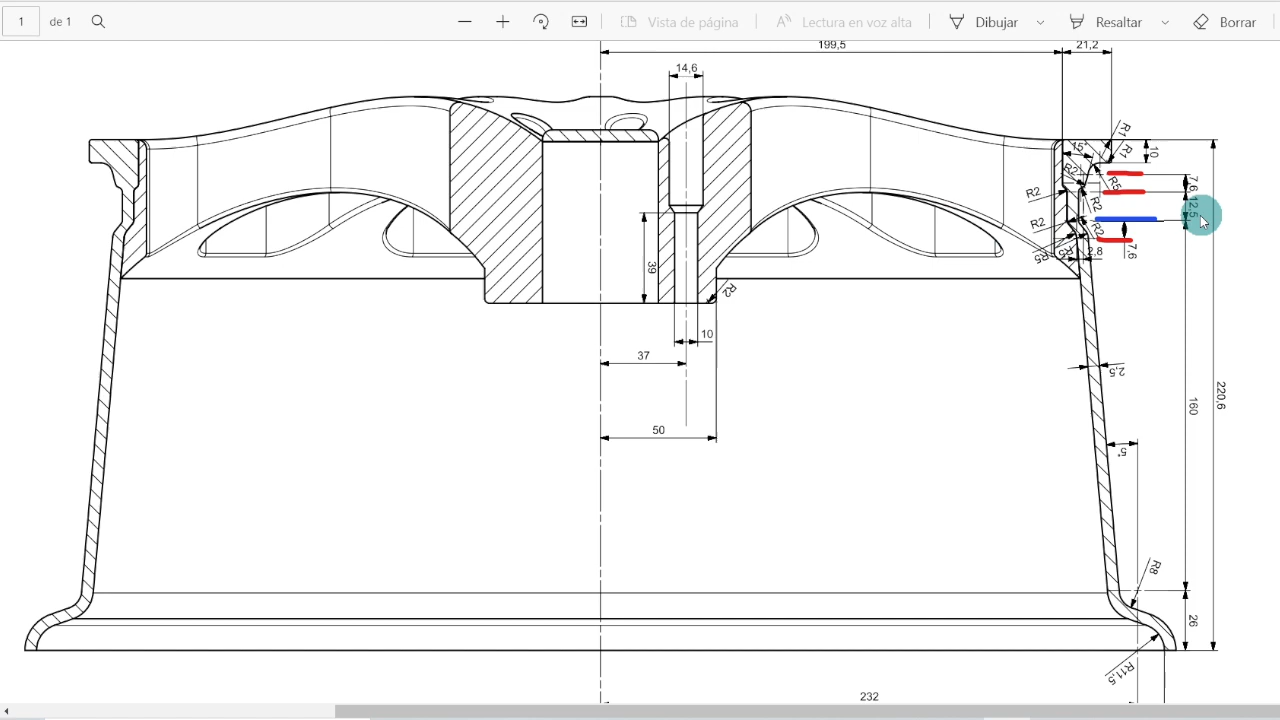 1 de 1 Vista de página Lectura en voz alta Dibujar Resaltar Borrar
199,5 21,2
14,6
R1
R1
15° 10
R2 R5 7,6
R2 R2 12,5
R2 R2
R5 2,8 7,6
39
R2
10
37
2,5
220,6
160
50
5°
R8
26
R11,5
232